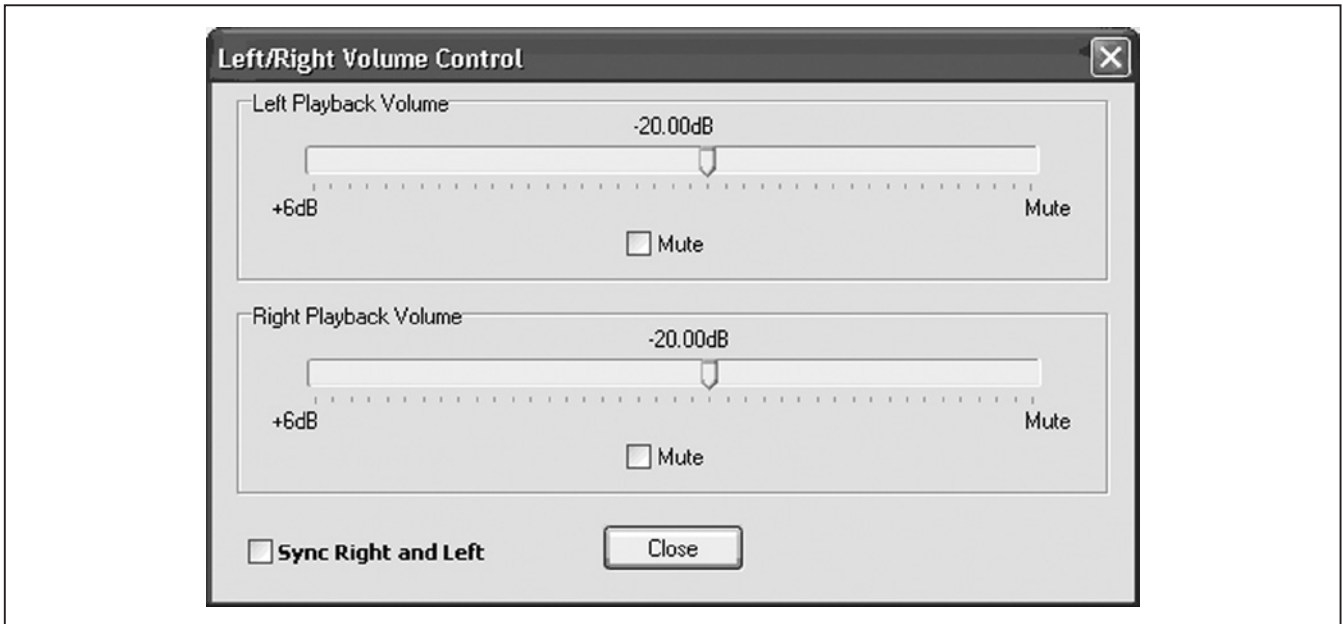 Left/Right Volume Control
Left Playback Volume
-20.00dB
+6dB Mute
Mute
Right Playback Volume
-20.00dB
+6dB Mute
Mute
Sync Right and Left Close